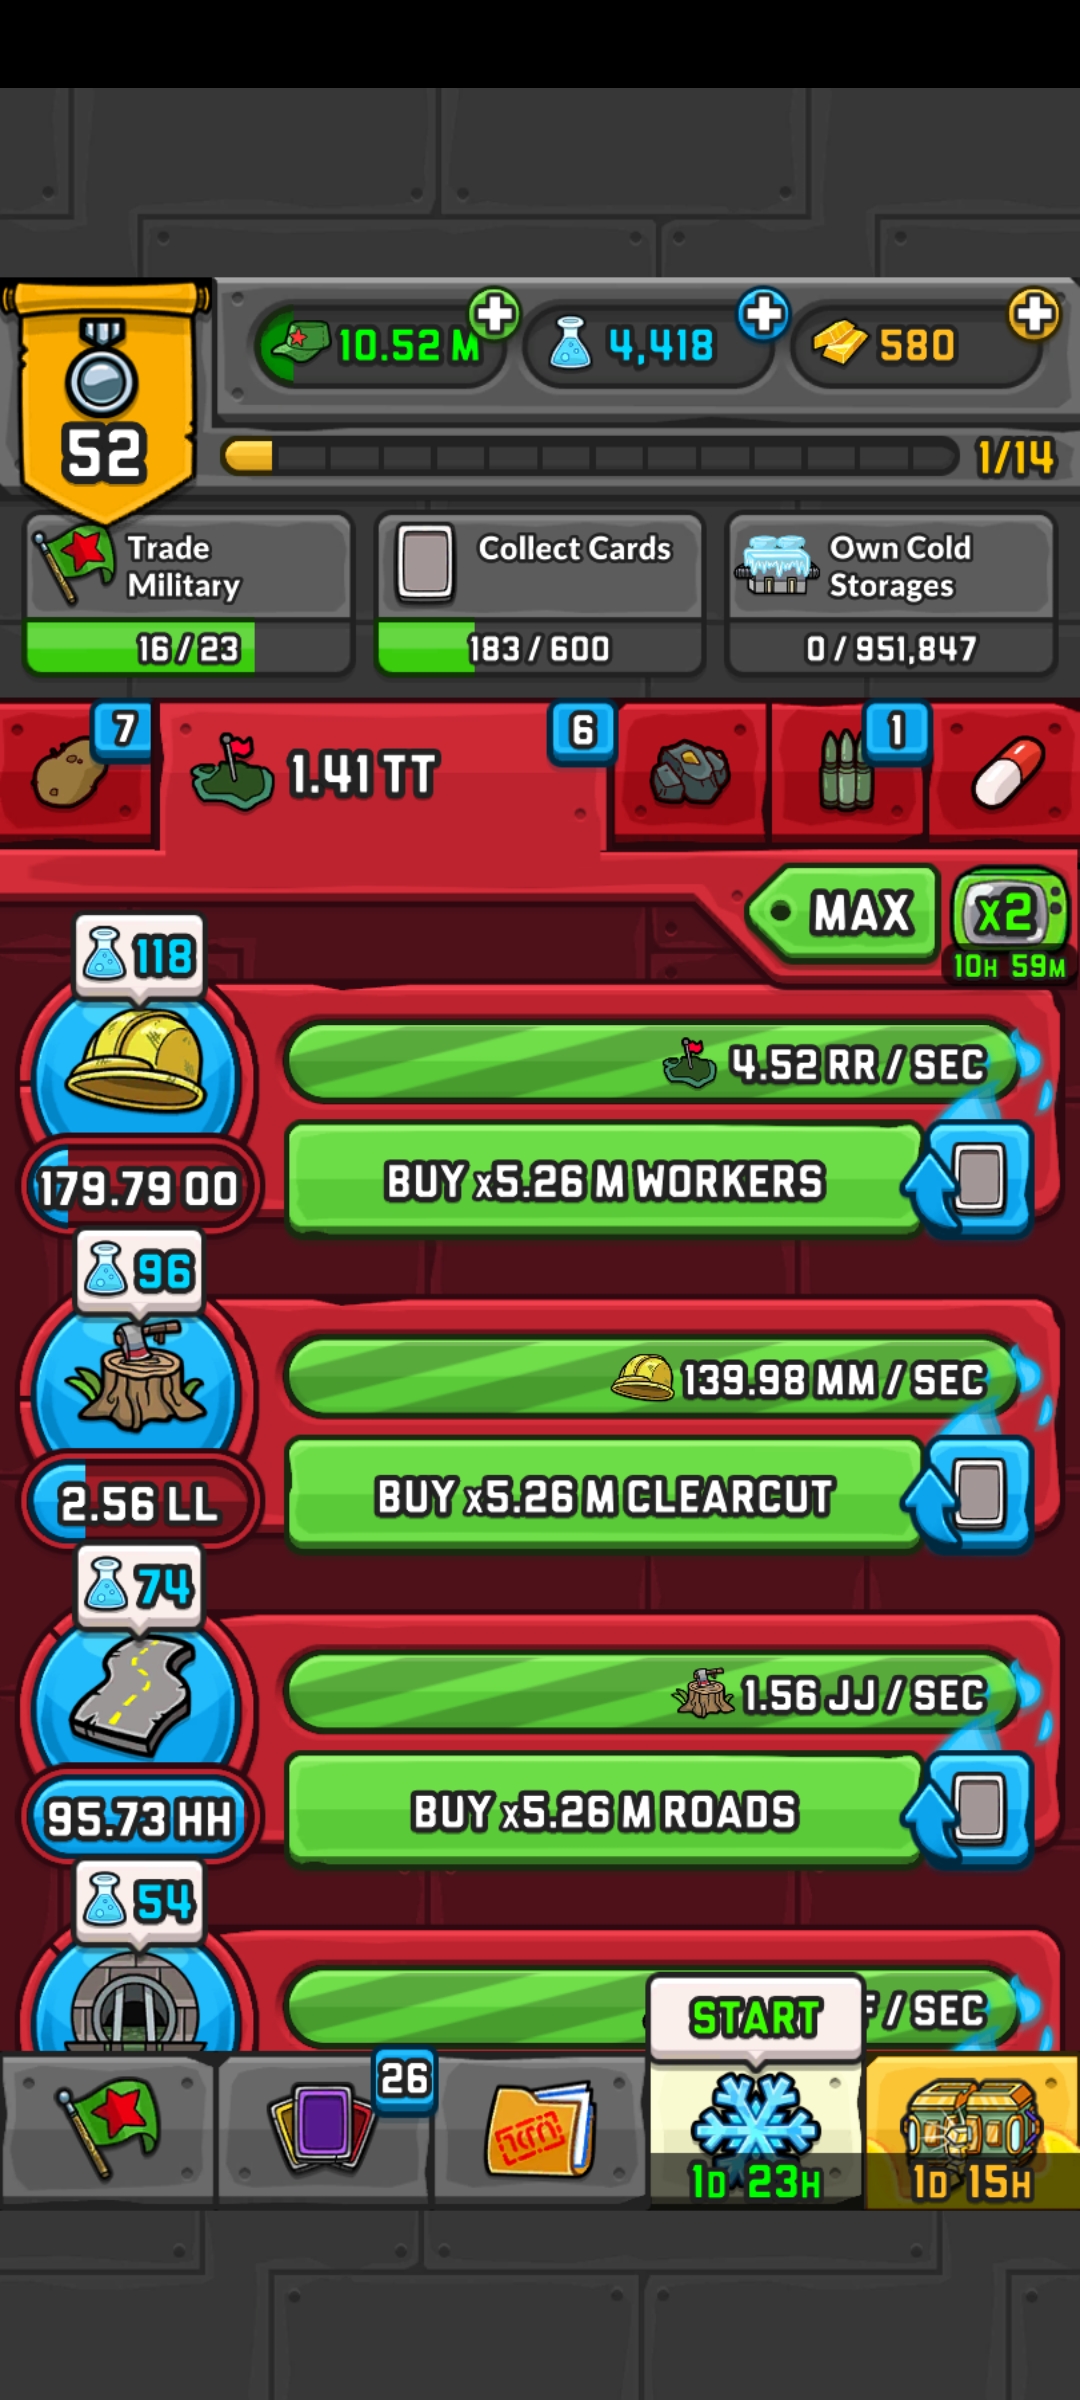 10.52 M
4,418
580
52
1/14
Trade
Military
16/23
Collect Cards
183/600
Own Cold
Storages
0/951,847
7
1.41 TT
6
1
MAX
x2
10H 59M
118
4.52 RR/SEC
179.79 OO
BUY x5.26 M WORKERS
96
139.98 MM/SEC
2.56 LL
BUY x5.26 M CLEARCUT
74
1.56 JJ/SEC
95.73 HH
BUY x5.26 M ROADS
54
/SEC
START
26
1D 23H
1D 15H